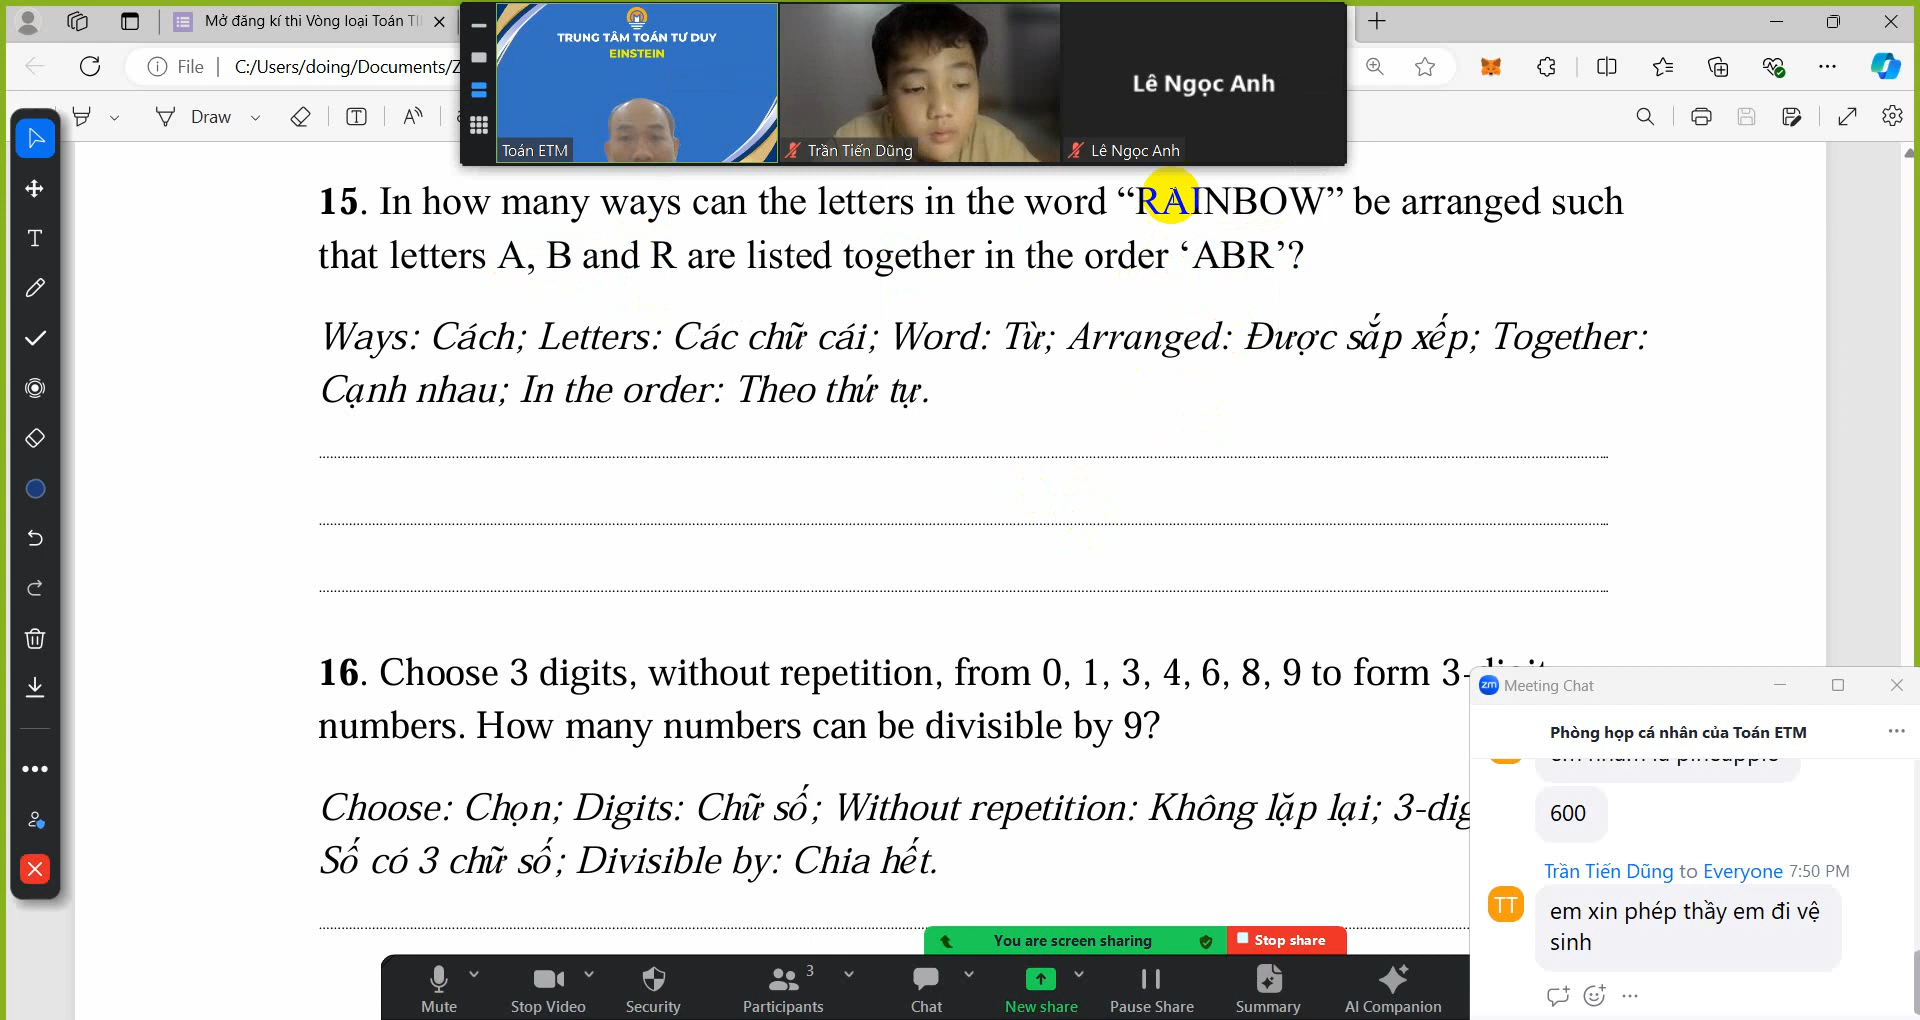 Mở đăng kí thi Vòng loại Toán
File
C:/Users/doing/Documents/Z
Draw
TRUNG TÂM TOÁN TƯ DUY
EINSTEIN
Toán ETM
Trần Tiến Dũng
Lê Ngọc Anh
Lê Ngọc Anh
15. In how many ways can the letters in the word “RAINBOW” be arranged such
that letters A, B and R are listed together in the order ‘ABR’?
Ways: Cách; Letters: Các chữ cái; Word: Từ; Arranged: Được sắp xếp; Together:
Cạnh nhau; In the order: Theo thứ tự.
16. Choose 3 digits, without repetition, from 0, 1, 3, 4, 6, 8, 9 to form 3-digit
numbers. How many numbers can be divisible by 9?
Choose: Chọn; Digits: Chữ số; Without repetition: Không lặp lại; 3-dig
Số có 3 chữ số; Divisible by: Chia hết.
zm Meeting Chat
Phòng họp cá nhân của Toán ETM
600
Trần Tiến Dũng to Everyone 7:50 PM
TT
em xin phép thầy em đi vệ
sinh
You are screen sharing
Stop share
3
Mute
Stop Video
Security
Participants
Chat
New share
Pause Share
Summary
AI Companion